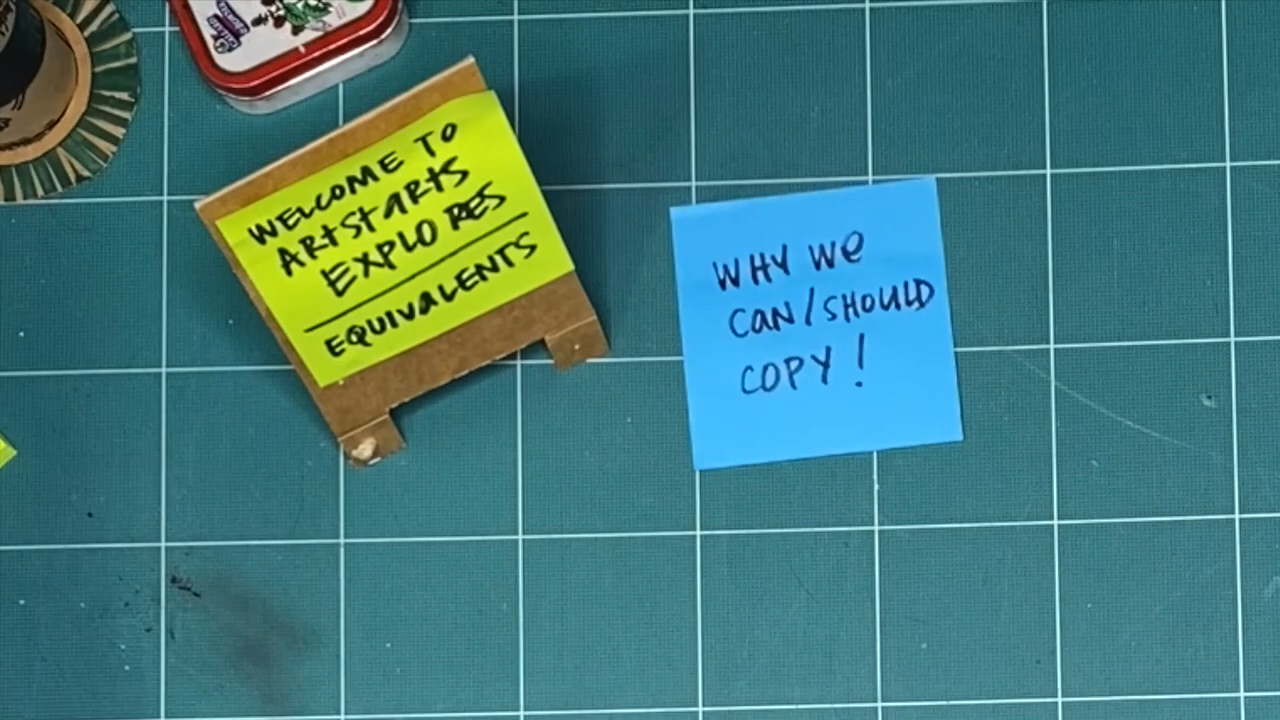 WELCOME TO
ARtStARtS
EXPLORES
EQUIVALENTS
WHY We
CaN/SHOULD
COPY!